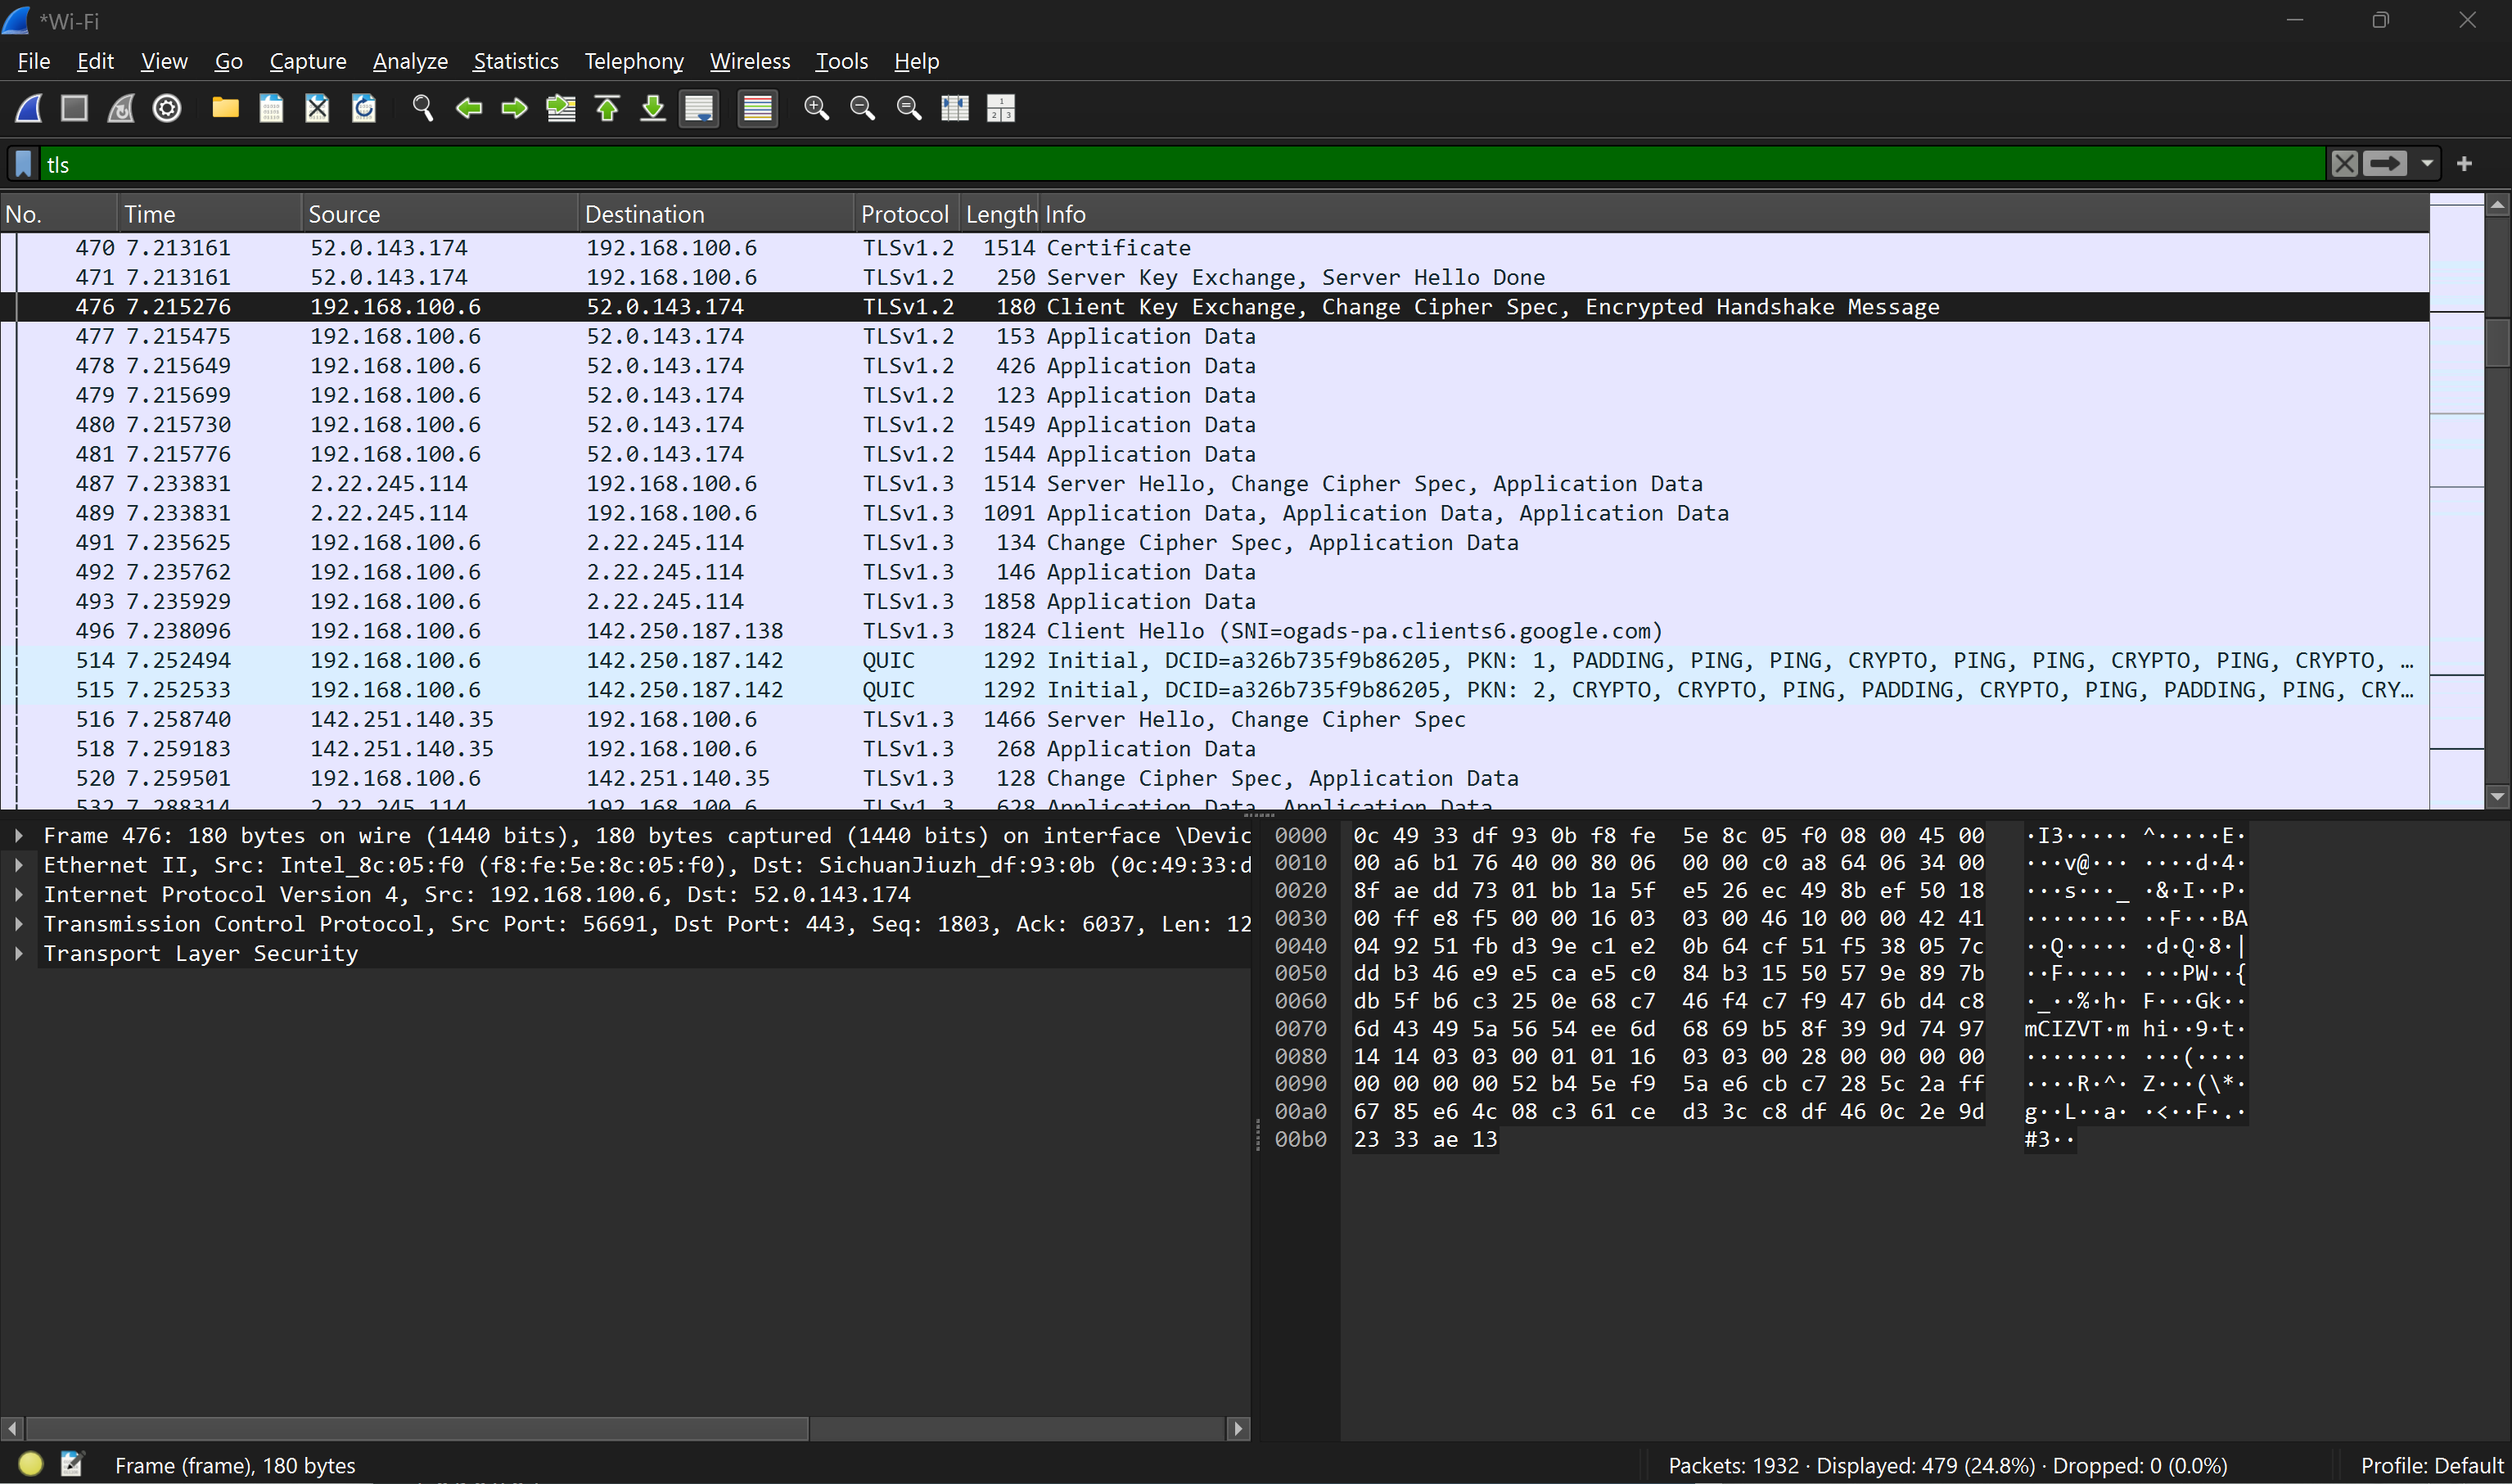 *Wi-Fi
File Edit View Go Capture Analyze Statistics Telephony Wireless Tools Help
tls
No. Time Source Destination Protocol Length Info
470 7.213161 52.0.143.174 192.168.100.6 TLSv1.2 1514 Certificate
471 7.213161 52.0.143.174 192.168.100.6 TLSv1.2 250 Server Key Exchange, Server Hello Done
476 7.215276 192.168.100.6 52.0.143.174 TLSv1.2 180 Client Key Exchange, Change Cipher Spec, Encrypted Handshake Message
477 7.215475 192.168.100.6 52.0.143.174 TLSv1.2 153 Application Data
478 7.215649 192.168.100.6 52.0.143.174 TLSv1.2 426 Application Data
479 7.215699 192.168.100.6 52.0.143.174 TLSv1.2 123 Application Data
480 7.215730 192.168.100.6 52.0.143.174 TLSv1.2 1549 Application Data
481 7.215776 192.168.100.6 52.0.143.174 TLSv1.2 1544 Application Data
487 7.233831 2.22.245.114 192.168.100.6 TLSv1.3 1514 Server Hello, Change Cipher Spec, Application Data
489 7.233831 2.22.245.114 192.168.100.6 TLSv1.3 1091 Application Data, Application Data, Application Data
491 7.235625 192.168.100.6 2.22.245.114 TLSv1.3 134 Change Cipher Spec, Application Data
492 7.235762 192.168.100.6 2.22.245.114 TLSv1.3 146 Application Data
493 7.235929 192.168.100.6 2.22.245.114 TLSv1.3 1858 Application Data
496 7.238096 192.168.100.6 142.250.187.138 TLSv1.3 1824 Client Hello (SNI=ogads-pa.clients6.google.com)
514 7.252494 192.168.100.6 142.250.187.142 QUIC 1292 Initial, DCID=a326b735f9b86205, PKN: 1, PADDING, PING, PING, CRYPTO, PING, PING, CRYPTO, PING, CRYPTO, …
515 7.252533 192.168.100.6 142.250.187.142 QUIC 1292 Initial, DCID=a326b735f9b86205, PKN: 2, CRYPTO, CRYPTO, PING, PADDING, CRYPTO, PING, PADDING, PING, CRY…
516 7.258740 142.251.140.35 192.168.100.6 TLSv1.3 1466 Server Hello, Change Cipher Spec
518 7.259183 142.251.140.35 192.168.100.6 TLSv1.3 268 Application Data
520 7.259501 192.168.100.6 142.251.140.35 TLSv1.3 128 Change Cipher Spec, Application Data
532 7.288314 2.22.245.114 192.168.100.6 TLSv1.3 628 Application Data, Application Data
Frame 476: 180 bytes on wire (1440 bits), 180 bytes captured (1440 bits) on interface \Devic
Ethernet II, Src: Intel_8c:05:f0 (f8:fe:5e:8c:05:f0), Dst: SichuanJiuzh_df:93:0b (0c:49:33:d
Internet Protocol Version 4, Src: 192.168.100.6, Dst: 52.0.143.174
Transmission Control Protocol, Src Port: 56691, Dst Port: 443, Seq: 1803, Ack: 6037, Len: 12
Transport Layer Security
0000 0c 49 33 df 93 0b f8 fe 5e 8c 05 f0 08 00 45 00 ·I3····· ^·····E·
0010 00 a6 b1 76 40 00 80 06 00 00 c0 a8 64 06 34 00 ···v@··· ····d·4·
0020 8f ae dd 73 01 bb 1a 5f e5 26 ec 49 8b ef 50 18 ···s···_ ·&·I··P·
0030 00 ff e8 f5 00 00 16 03 03 00 46 10 00 00 42 41 ········ ··F···BA
0040 04 92 51 fb d3 9e c1 e2 0b 64 cf 51 f5 38 05 7c ··Q····· ·d·Q·8·|
0050 dd b3 46 e9 e5 ca e5 c0 84 b3 15 50 57 9e 89 7b ··F····· ···PW··{
0060 db 5f b6 c3 25 0e 68 c7 46 f4 c7 f9 47 6b d4 c8 ·_··%·h· F···Gk··
0070 6d 43 49 5a 56 54 ee 6d 68 69 b5 8f 39 9d 74 97 mCIZVT·m hi··9·t·
0080 14 14 03 03 00 01 01 16 03 03 00 28 00 00 00 00 ········ ···(····
0090 00 00 00 00 52 b4 5e f9 5a e6 cb c7 28 5c 2a ff ····R·^· Z···(\*·
00a0 67 85 e6 4c 08 c3 61 ce d3 3c c8 df 46 0c 2e 9d g··L··a· ·<··F·.·
00b0 23 33 ae 13 #3··
Frame (frame), 180 bytes
Packets: 1932 · Displayed: 479 (24.8%) · Dropped: 0 (0.0%)
Profile: Default